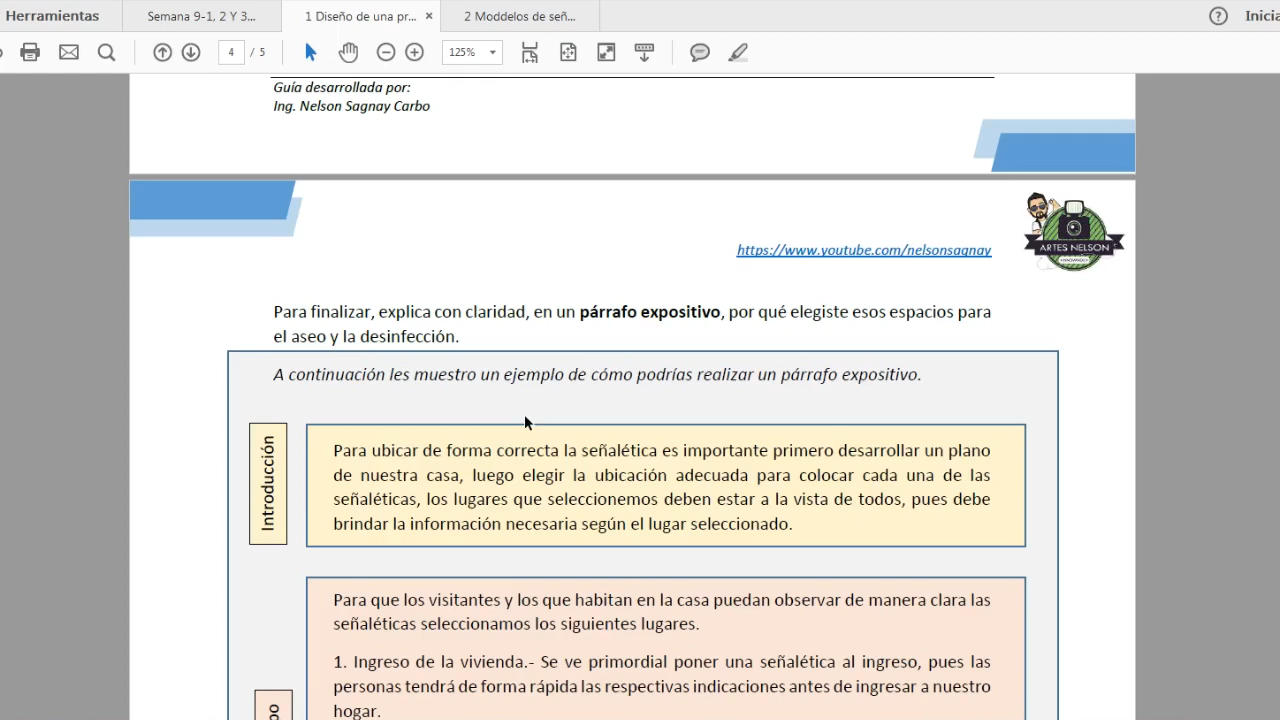 Herramientas
Semana 9-1, 2 Y 3...
1 Diseño de una pr...
×
2 Moddelos de señ...
?
Inicia
4 / 5
125%
Guía desarrollada por:
Ing. Nelson Sagnay Carbo
https://www.youtube.com/nelsonsagnay
ARTES NELSON
Para finalizar, explica con claridad, en un párrafo expositivo, por qué elegiste esos espacios para
el aseo y la desinfección.
A continuación les muestro un ejemplo de cómo podrías realizar un párrafo expositivo.
Introducción
Para ubicar de forma correcta la señalética es importante primero desarrollar un plano
de nuestra casa, luego elegir la ubicación adecuada para colocar cada una de las
señaléticas, los lugares que seleccionemos deben estar a la vista de todos, pues debe
brindar la información necesaria según el lugar seleccionado.
Para que los visitantes y los que habitan en la casa puedan observar de manera clara las
señaléticas seleccionamos los siguientes lugares.
1. Ingreso de la vivienda.- Se ve primordial poner una señalética al ingreso, pues las
personas tendrá de forma rápida las respectivas indicaciones antes de ingresar a nuestro
hogar.
po